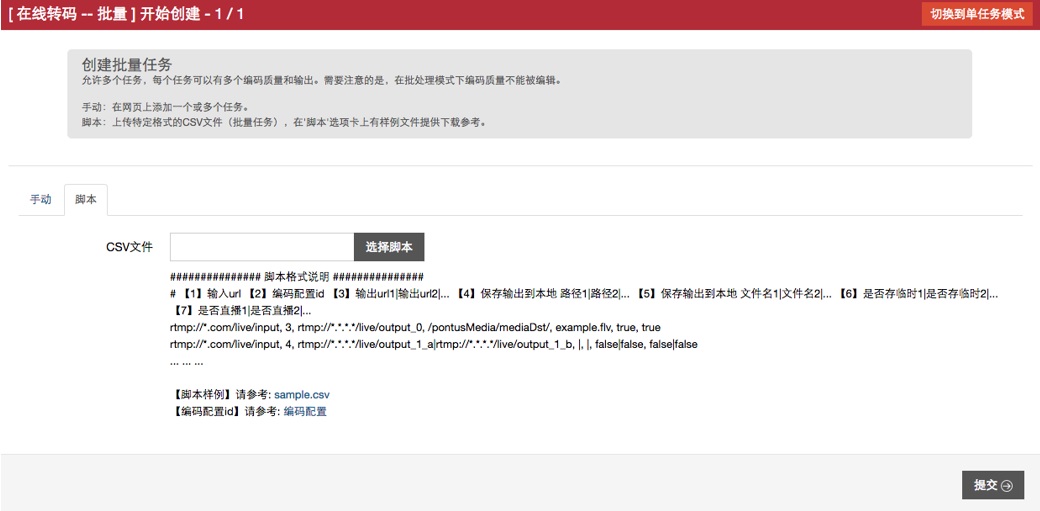 [ 在线转码 -- 批量 ] 开始创建 - 1 / 1
切换到单任务模式
创建批量任务
允许多个任务，每个任务可以有多个编码质量和输出。需要注意的是，在批处理模式下编码质量不能被编辑。
手动：在网页上添加一个或多个任务。
脚本：上传特定格式的CSV文件（批量任务），在'脚本'选项卡上有样例文件提供下载参考。
手动
脚本
CSV文件
选择脚本
############### 脚本格式说明 ###############
# 【1】输入url 【2】编码配置id 【3】输出url1|输出url2|... 【4】保存输出到本地 路径1|路径2|... 【5】保存输出到本地 文件名1|文件名2|... 【6】是否存临时1|是否存临时2|...
【7】是否直播1|是否直播2|...
rtmp://*.com/live/input, 3, rtmp://*.*.*.*/live/output_0, /pontusMedia/mediaDst/, example.flv, true, true
rtmp://*.com/live/input, 4, rtmp://*.*.*.*/live/output_1_a|rtmp://*.*.*.*/live/output_1_b, |, |, false|false, false|false
... ... ...
【脚本样例】请参考: sample.csv
【编码配置id】请参考: 编码配置
提交